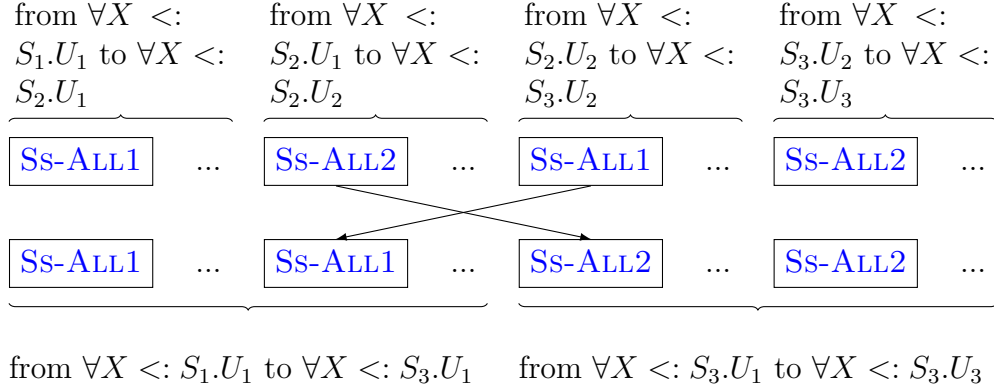 from ∀X <: from ∀X <: from ∀X <: from ∀X <:
S₁.U₁ to ∀X <: S₂.U₁ to ∀X <: S₂.U₂ to ∀X <: S₃.U₂ to ∀X <:
S₂.U₁ S₂.U₂ S₃.U₂ S₃.U₃
Ss-All1 ... Ss-All2 ... Ss-All1 ... Ss-All2 ...
Ss-All1 ... Ss-All1 ... Ss-All2 ... Ss-All2 ...
from ∀X <: S₁.U₁ to ∀X <: S₃.U₁ from ∀X <: S₃.U₁ to ∀X <: S₃.U₃